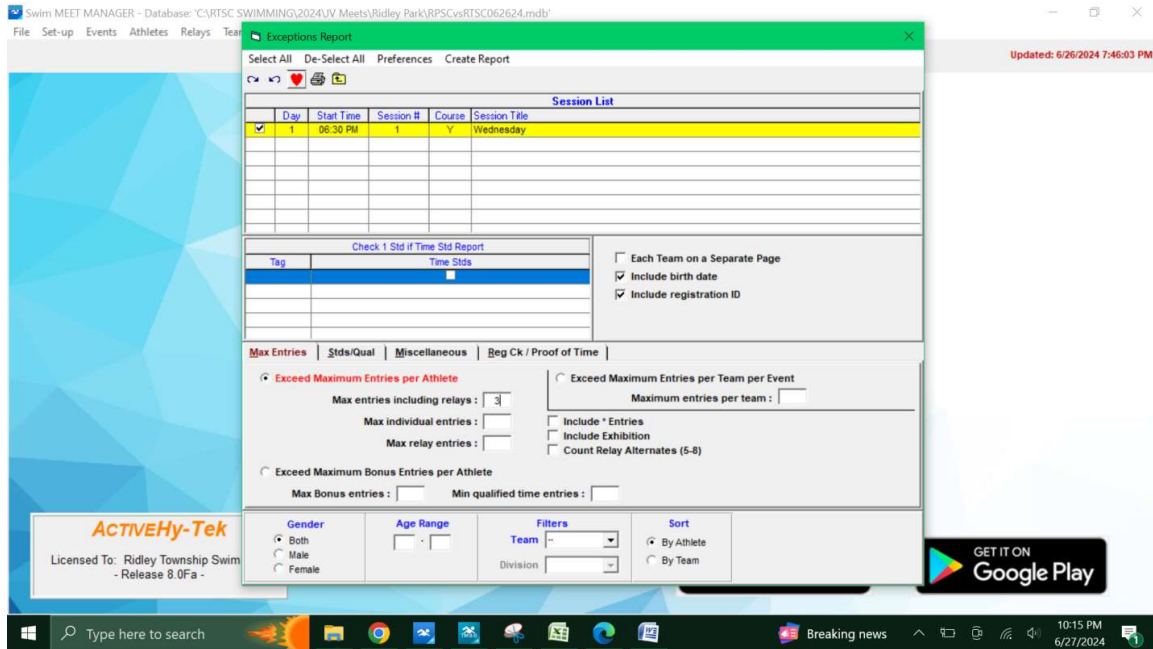 Swim MEET MANAGER - Database: 'C:\RTSC SWIMMING\2024\JV Meets\Ridley Park\RPSCvsRTSC062624.mdb'
File Set-up Events Athletes Relays
Updated: 6/26/2024 7:46:03 PM
Exceptions Report
Select All De-Select All Preferences Create Report
Session List
Day Start Time Session # Course Session Title
1 06:30 PM 1 Y Wednesday
Check 1 Std if Time Std Report
Tag Time Stds
Each Team on a Separate Page
Include birth date
Include registration ID
Max Entries Stds/Qual Miscellaneous Reg Ck / Proof of Time
Exceed Maximum Entries per Athlete
Max entries including relays : 3
Max individual entries :
Max relay entries :
Exceed Maximum Entries per Team per Event
Maximum entries per team :
Include * Entries
Include Exhibition
Count Relay Alternates (5-8)
Exceed Maximum Bonus Entries per Athlete
Max Bonus entries : Min qualified time entries :
Gender
Both
Male
Female
Age Range
-
Filters
Team --
Division
Sort
By Athlete
By Team
ACTIVEHy-Tek
Licensed To: Ridley Township Swim
- Release 8.0Fa -
GET IT ON
Google Play
Type here to search
Breaking news
10:15 PM
6/27/2024
1